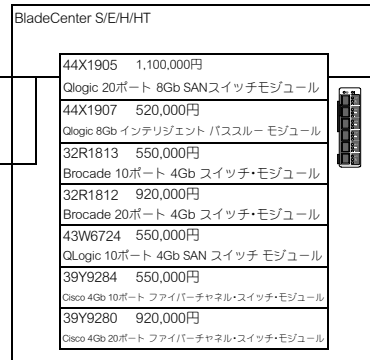 BladeCenter S/E/H/HT
44X1905 1,100,000円
Qlogic 20ポート 8Gb SANスイッチモジュール
44X1907 520,000円
Qlogic 8Gb インテリジェント パススルー モジュール
32R1813 550,000円
Brocade 10ポート 4Gb スイッチ・モジュール
32R1812 920,000円
Brocade 20ポート 4Gb スイッチ・モジュール
43W6724 550,000円
QLogic 10ポート 4Gb SAN スイッチ モジュール
39Y9284 550,000円
Cisco 4Gb 10ポート ファイバーチャネル・スイッチ・モジュール
39Y9280 920,000円
Cisco 4Gb 20ポート ファイバーチャネル・スイッチ・モジュール